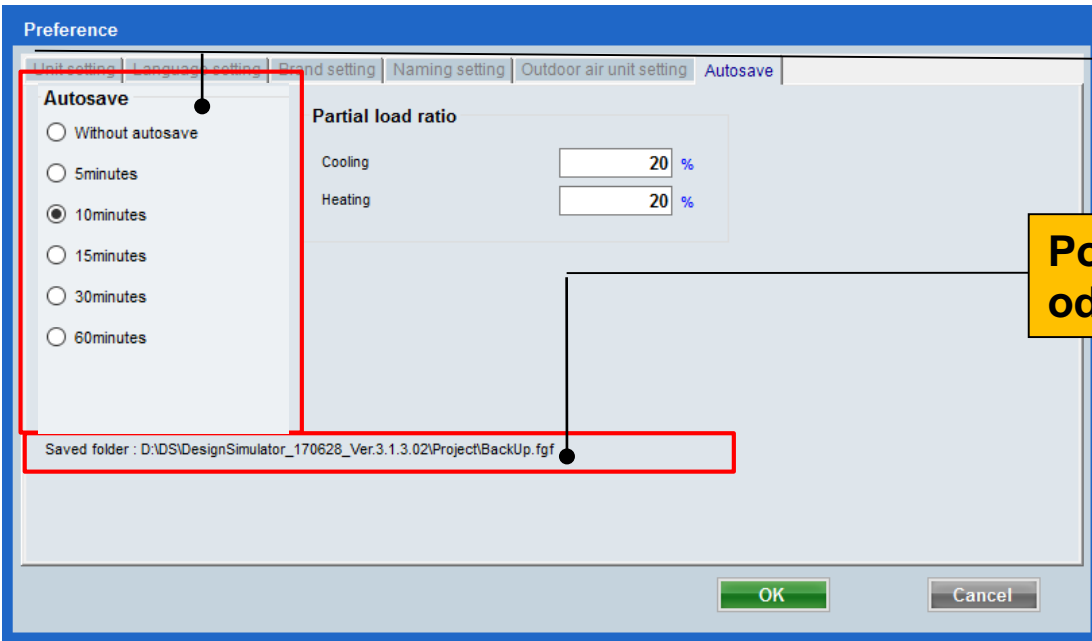 Preference
Unit setting Language setting Brand setting Naming setting Outdoor air unit setting Autosave
Autosave
Without autosave
5minutes
10minutes
15minutes
30minutes
60minutes
Partial load ratio
Cooling 20 %
Heating 20 %
Saved folder : D:\DS\DesignSimulator_170628_Ver.3.1.3.02\Project\BackUp.fgf
OK Cancel